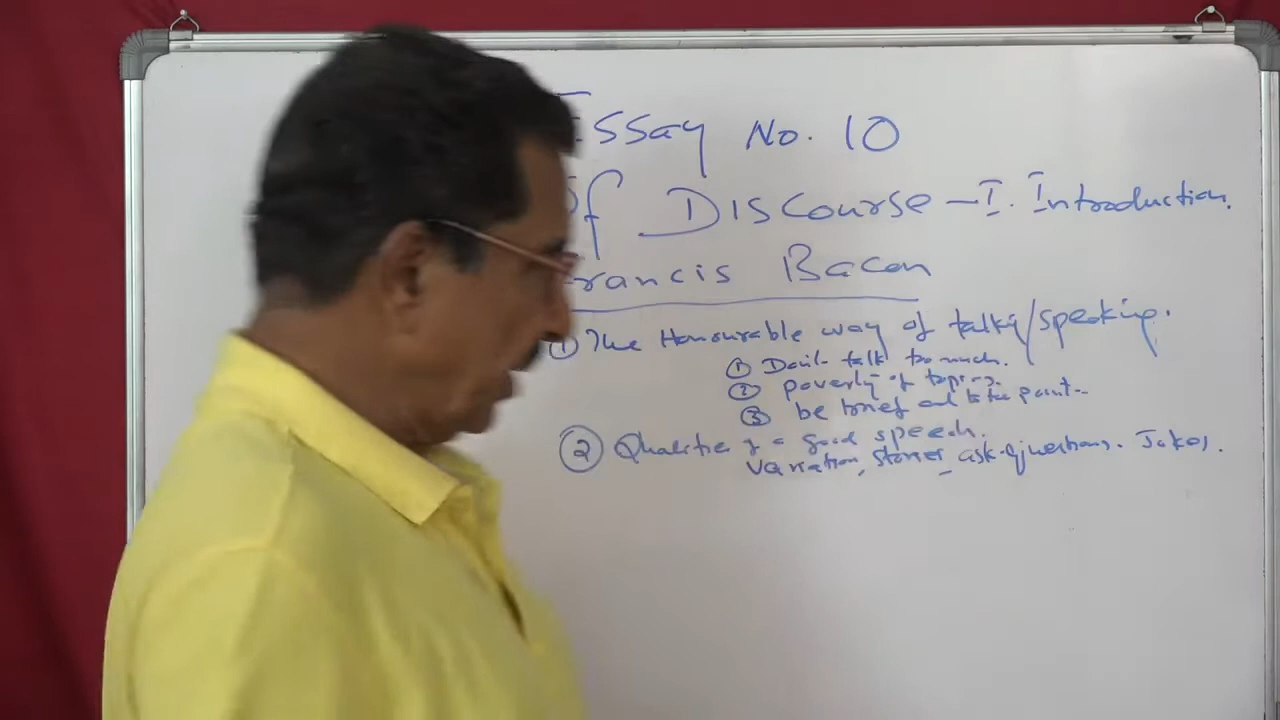 Essay No. 10
Of Discourse - I. Introduction.
Francis Bacon
① The Honourable way of talkig/speaking.
① Don't talk too much.
② poverty of topics.
③ be brief and to the point--
② Qualities of a good speech.
Variation, stories, ask-questions. Jokes.